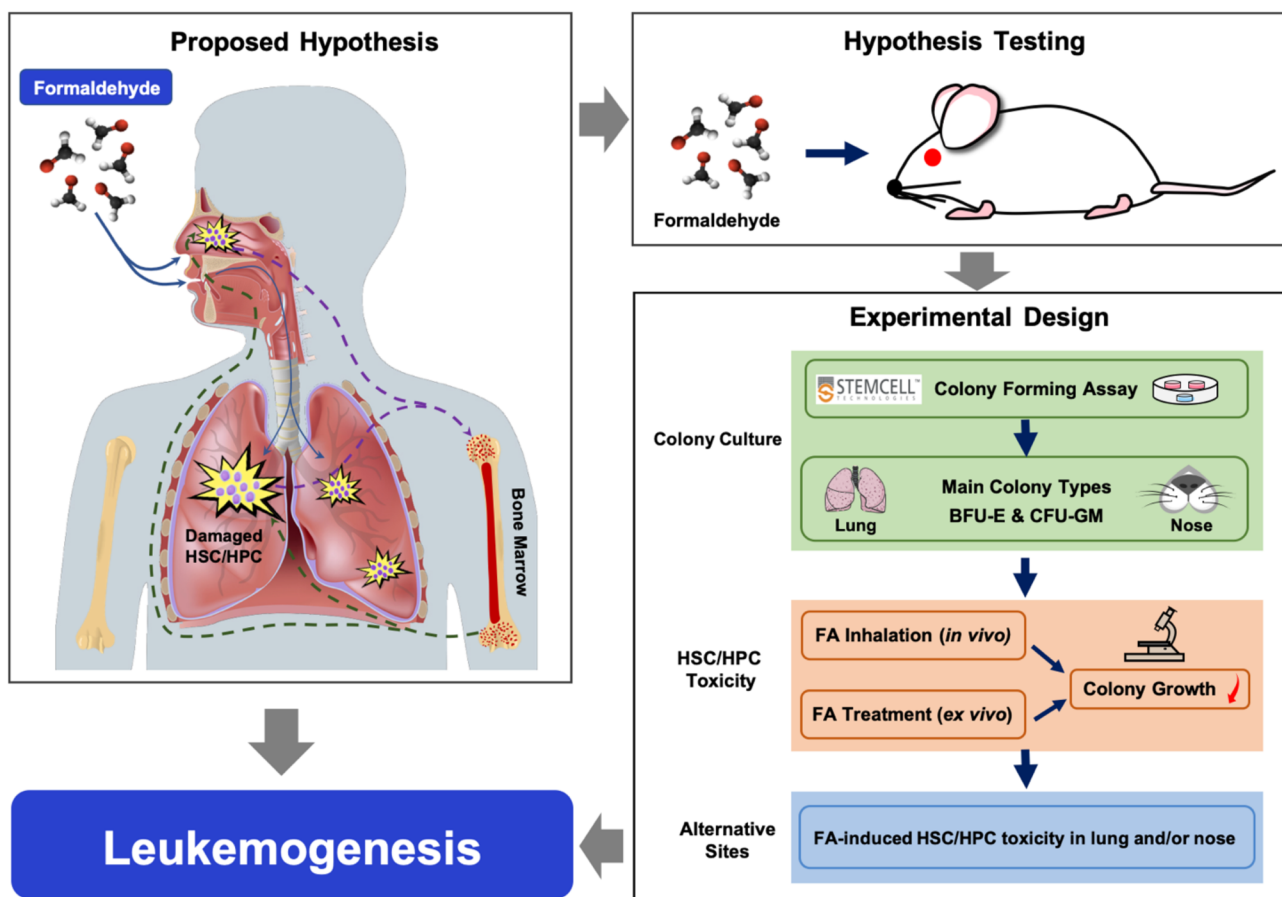 Proposed Hypothesis
Formaldehyde
Damaged
HSC/HPC
Bone Marrow
Hypothesis Testing
Formaldehyde
Experimental Design
Colony Culture
STEMCELL™
TECHNOLOGIES
Colony Forming Assay
Main Colony Types
BFU-E & CFU-GM
Lung
Nose
HSC/HPC
Toxicity
FA Inhalation (in vivo)
FA Treatment (ex vivo)
Colony Growth
Alternative
Sites
FA-induced HSC/HPC toxicity in lung and/or nose
Leukemogenesis